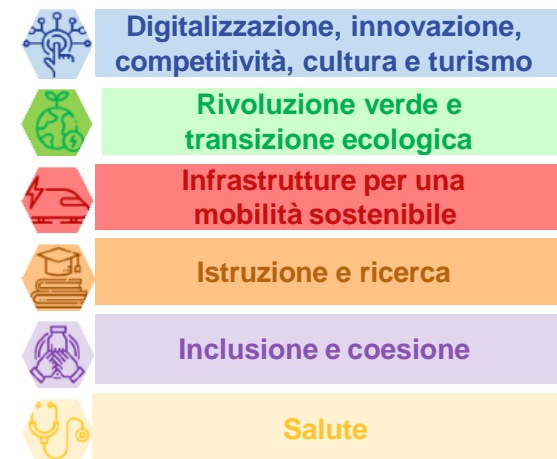 Digitalizzazione, innovazione,
competitività, cultura e turismo
Rivoluzione verde e
transizione ecologica
Infrastrutture per una
mobilità sostenibile
Istruzione e ricerca
Inclusione e coesione
Salute